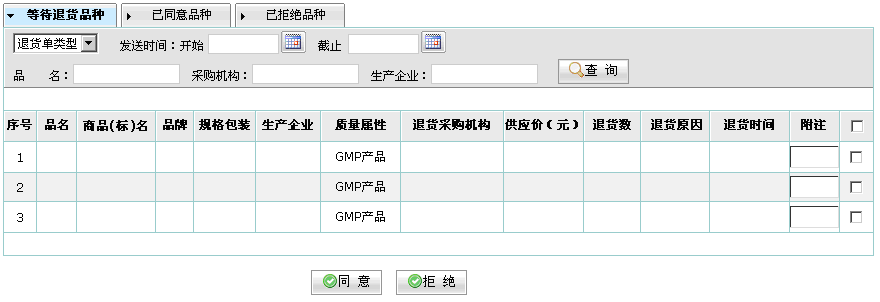 等待退货品种 已同意品种 已拒绝品种
退货单类型 发送时间：开始 截止
品 名： 采购机构： 生产企业： 查 询
序号 品名 商品(标)名 品牌 规格包装 生产企业 质量属性 退货采购机构 供应价（元） 退货数 退货原因 退货时间 附注
1 GMP产品
2 GMP产品
3 GMP产品
同 意 拒 绝